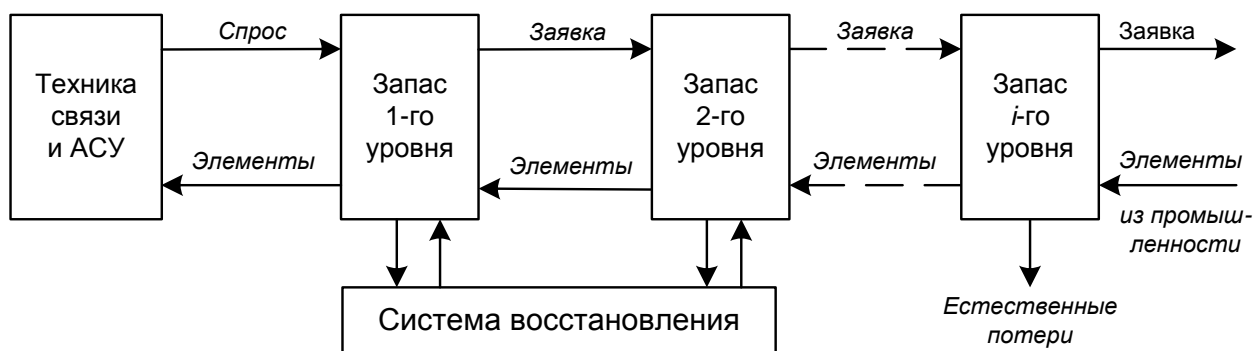 Спрос
Заявка
Заявка
Заявка
Техника
связи
и АСУ
Запас
1-го
уровня
Запас
2-го
уровня
Запас
i-го
уровня
Элементы
Элементы
Элементы
Элементы
из промыш-
ленности
Система восстановления
Естественные
потери